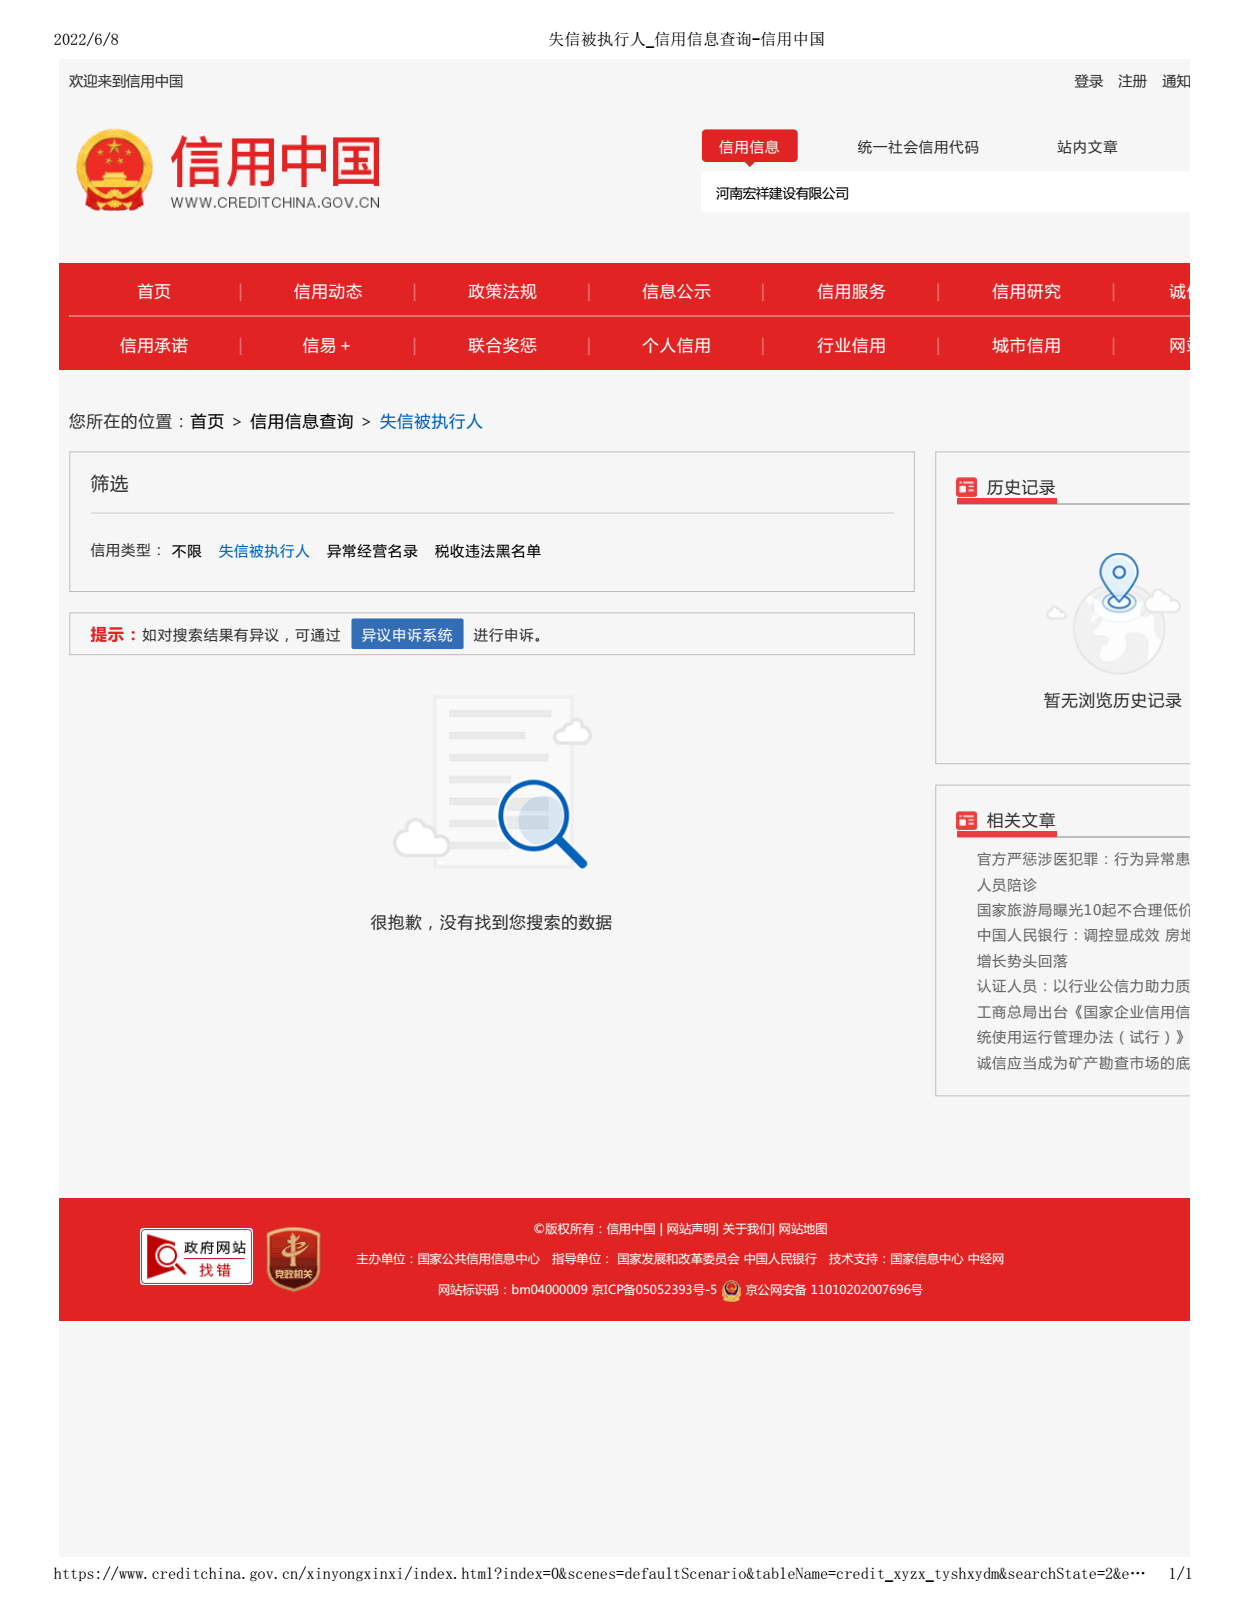 2022/6/8 失信被执行人_信用信息查询-信用中国
欢迎来到信用中国 登录 注册 通知
信用中国
WWW.CREDITCHINA.GOV.CN
信用信息 统一社会信用代码 站内文章
河南宏祥建设有限公司
首页 | 信用动态 | 政策法规 | 信息公示 | 信用服务 | 信用研究 | 诚
信用承诺 | 信易+ | 联合奖惩 | 个人信用 | 行业信用 | 城市信用 | 网
您所在的位置：首页 > 信用信息查询 > 失信被执行人
筛选
信用类型： 不限 失信被执行人 异常经营名录 税收违法黑名单
提示：如对搜索结果有异议，可通过 异议申诉系统 进行申诉。
很抱歉，没有找到您搜索的数据
历史记录
暂无浏览历史记录
相关文章
官方严惩涉医犯罪：行为异常患
人员陪诊
国家旅游局曝光10起不合理低价
中国人民银行：调控显成效 房地
增长势头回落
认证人员：以行业公信力助力质
工商总局出台《国家企业信用信
统使用运行管理办法（试行）》
诚信应当成为矿产勘查市场的底
政府网站
找错
党政机关
©版权所有：信用中国 | 网站声明| 关于我们| 网站地图
主办单位：国家公共信用信息中心 指导单位： 国家发展和改革委员会 中国人民银行 技术支持：国家信息中心 中经网
网站标识码：bm04000009 京ICP备05052393号-5 京公网安备 11010202007696号
https://www.creditchina.gov.cn/xinyongxinxi/index.html?index=0&scenes=defaultScenario&tableName=credit_xyzx_tyshxydm&searchState=2&e… 1/1